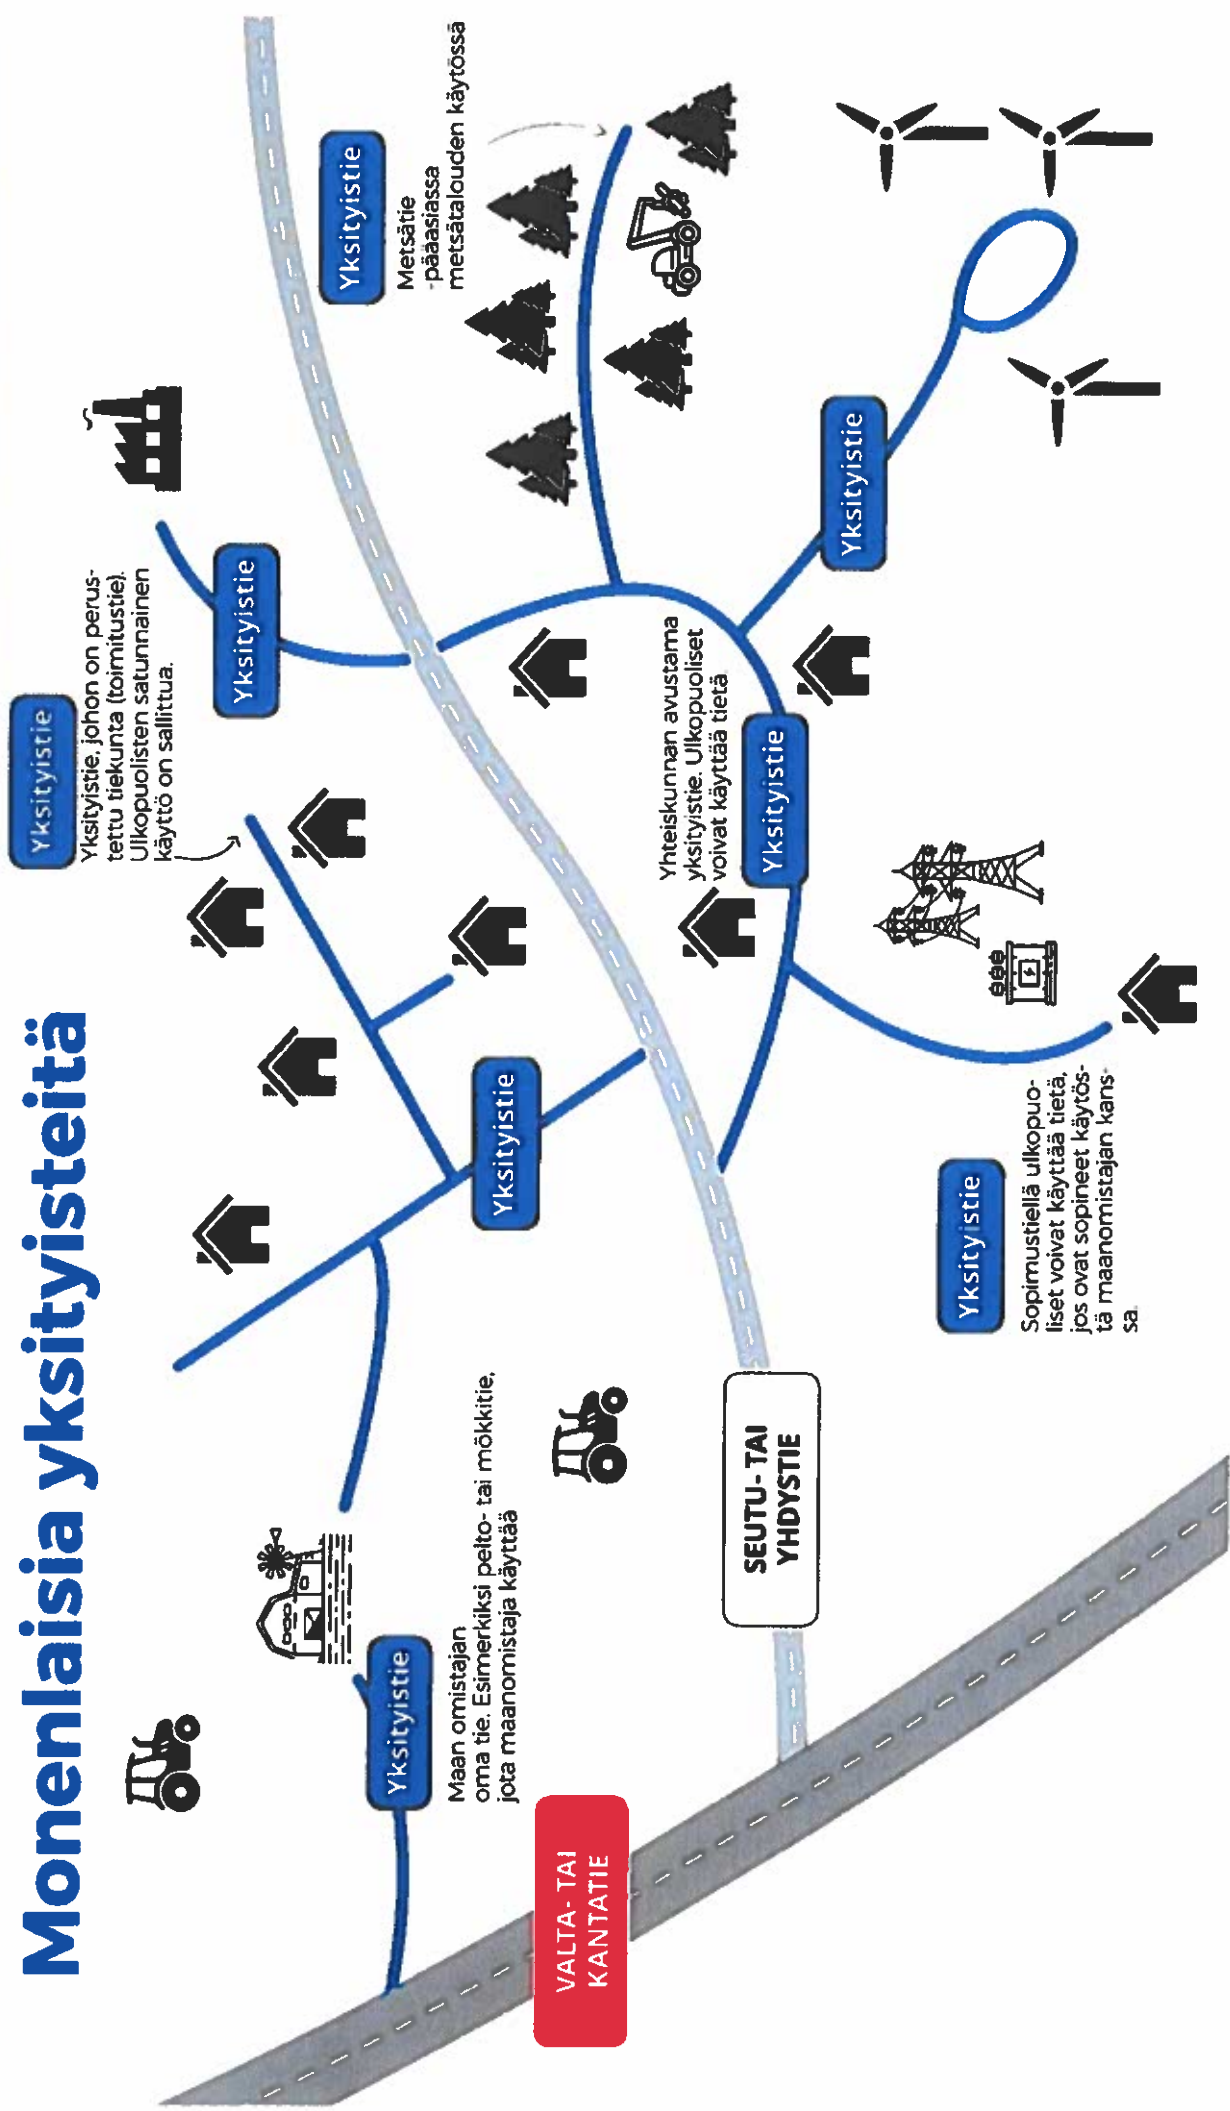 Monenlaisia yksityisteitä
Yksityistie
Yksityistie, johon on perus-
tettu tiekunta (toimitustie).
Ulkopuolisten satunnainen
käyttö on sallittua.
Yksityistie
Yksityistie
Metsätie
-pääasiassa
metsätalouden käytössä
Yksityistie
Maan omistajan
oma tie. Esimerkiksi pelto- tai mökkitie,
jota maanomistaja käyttää
Yksityistie
Yhteiskunnan avustama
yksityistie. Ulkopuoliset
voivat käyttää tietä
Yksityistie
Yksityistie
VALTA- TAI
KANTATIE
SEUTU- TAI
YHDYSTIE
Yksityistie
Sopimustiellä ulkopuo-
liset voivat käyttää tietä,
jos ovat sopineet käytös-
tä maanomistajan kans-
sa.